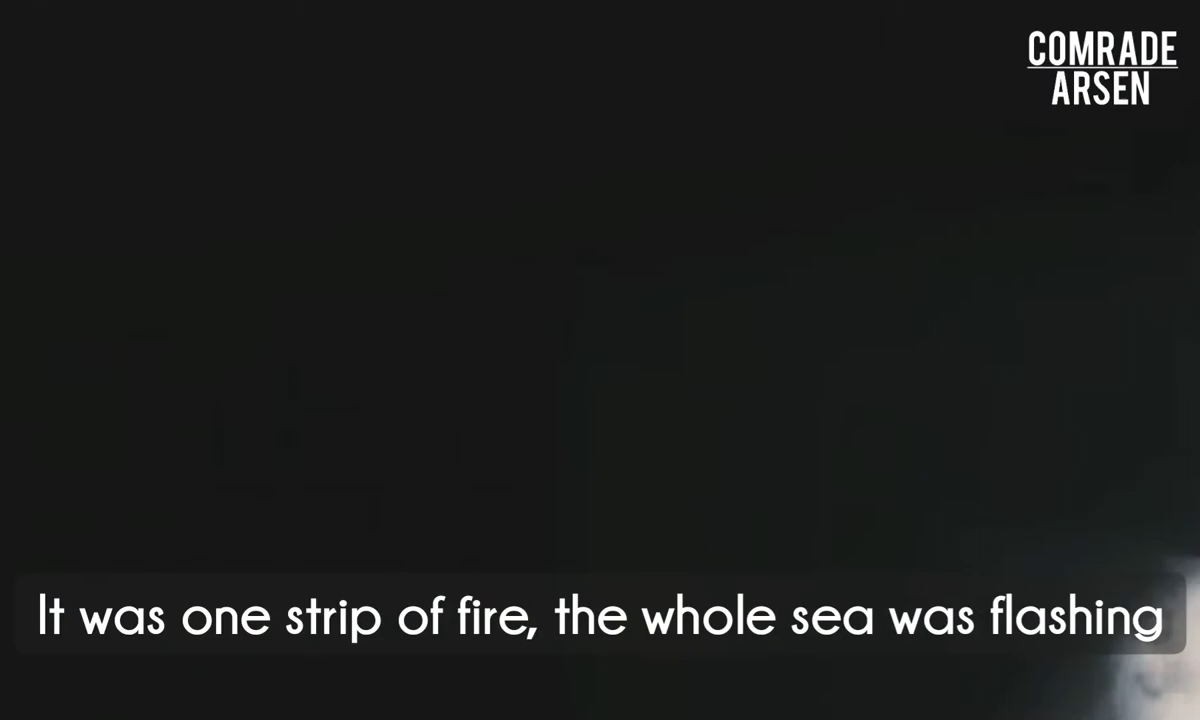 COMRADE
ARSEN
It was one strip of fire, the whole sea was flashing